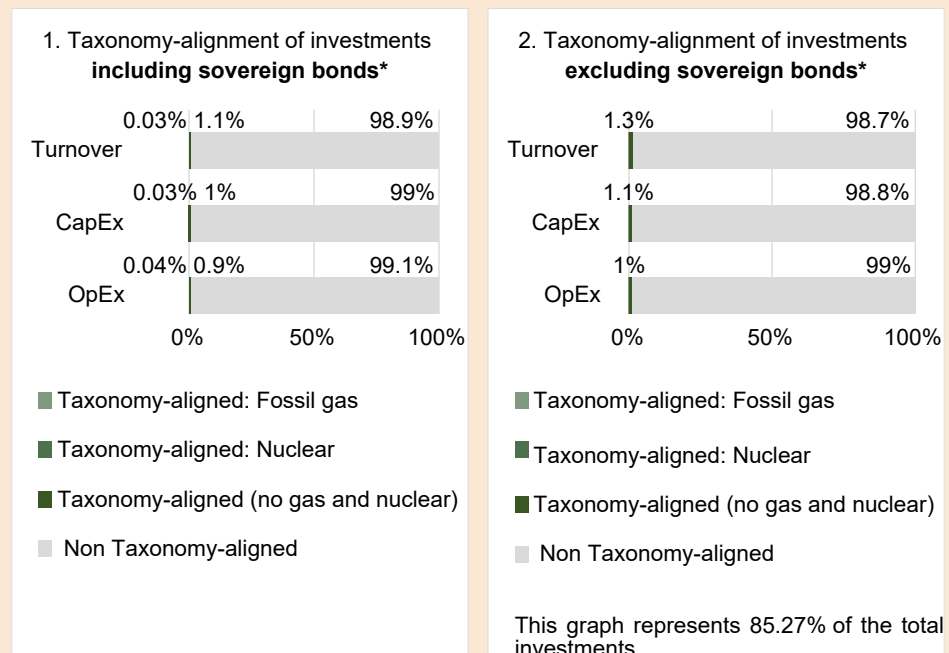 1. Taxonomy-alignment of investments
including sovereign bonds*
0.03% 1.1% 98.9%
Turnover
0.03% 1% 99%
CapEx
0.04% 0.9% 99.1%
OpEx
0% 50% 100%
Taxonomy-aligned: Fossil gas
Taxonomy-aligned: Nuclear
Taxonomy-aligned (no gas and nuclear)
Non Taxonomy-aligned
2. Taxonomy-alignment of investments
excluding sovereign bonds*
1.3% 98.7%
Turnover
1.1% 98.8%
CapEx
1% 99%
OpEx
0% 50% 100%
Taxonomy-aligned: Fossil gas
Taxonomy-aligned: Nuclear
Taxonomy-aligned (no gas and nuclear)
Non Taxonomy-aligned
This graph represents 85.27% of the total
investments